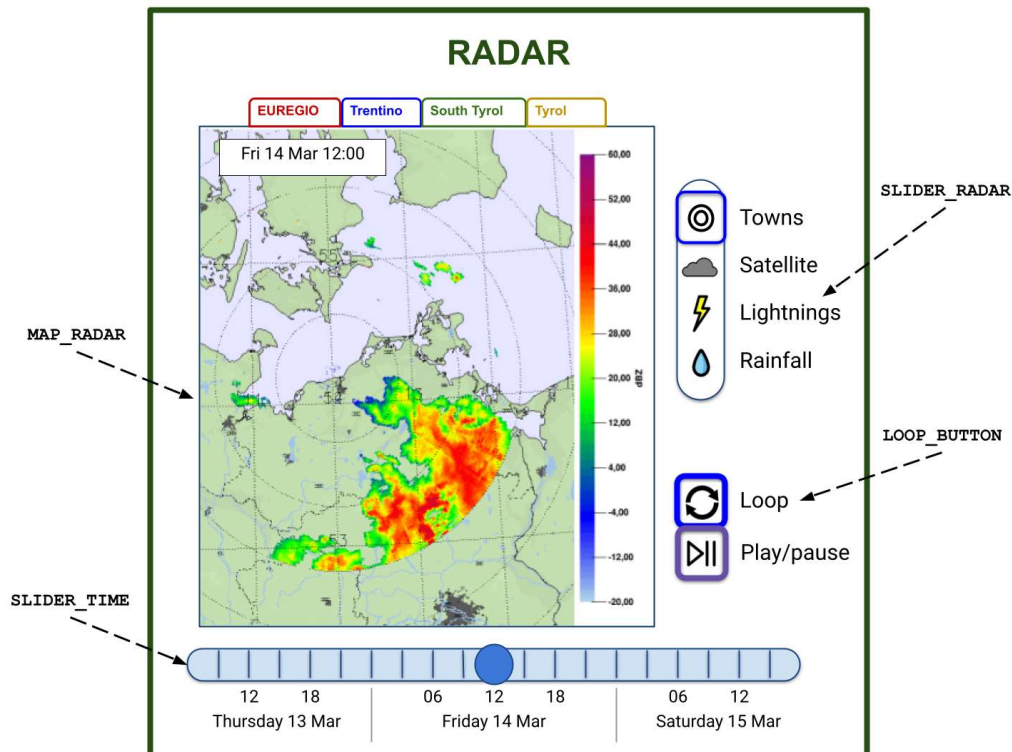 RADAR
EUREGIO Trentino South Tyrol Tyrol
Fri 14 Mar 12:00
60,00
52,00
44,00
36,00
28,00
20,00
12,00
4,00
-4,00
-12,00
-20,00
dBZ
55
54
53
SLIDER_RADAR
Towns
Satellite
Lightnings
Rainfall
MAP_RADAR
LOOP_BUTTON
Loop
Play/pause
SLIDER_TIME
12 18 06 12 18 06 12
Thursday 13 Mar Friday 14 Mar Saturday 15 Mar